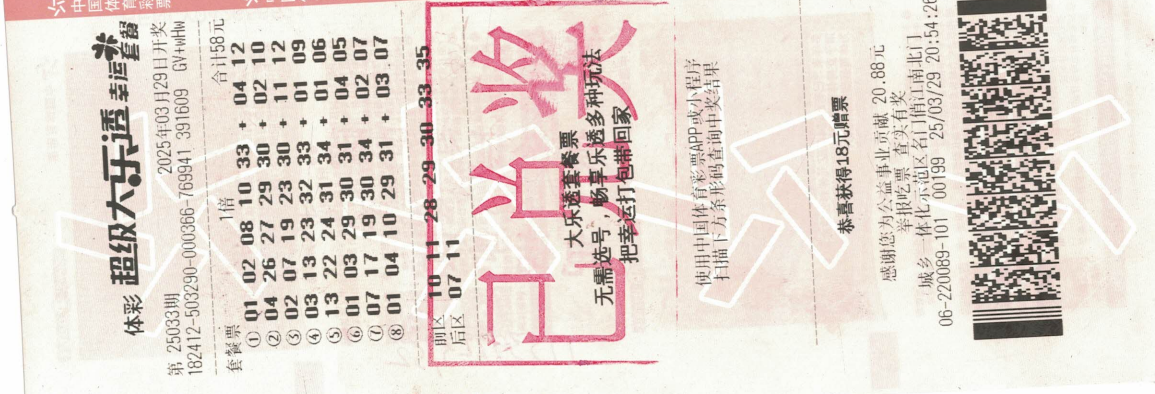 中国体育彩票
体彩 超级大乐透 幸运套餐
第 25033期 2025年03月29日开奖
182412-503290-000366-769941 391609 GV+wHW
套餐票 1倍 合计58元
① 01 02 08 10 33 + 04 12
② 04 26 27 29 30 + 02 10
③ 02 07 19 23 30 + 11 12
④ 03 13 23 32 33 + 01 09
⑤ 13 22 24 31 34 + 01 06
⑥ 01 03 29 30 31 + 04 05
⑦ 07 17 19 30 34 + 02 07
⑧ 01 04 10 29 31 + 03 07
前区 10 11 28 29 30 33 35
后区 07 11
已兑奖
大乐透套餐票
无需选号，畅享乐透多种玩法
把幸运打包带回家
使用中国体育彩票APP或小程序
扫描下方条形码查询中奖结果
恭喜获得18元赠票
感谢您为公益事业贡献 20.88元
举报吃票 查实有奖
城乡一体化示范区名门借江南北门
06-220089-101 00199 25/03/29 20:54:26